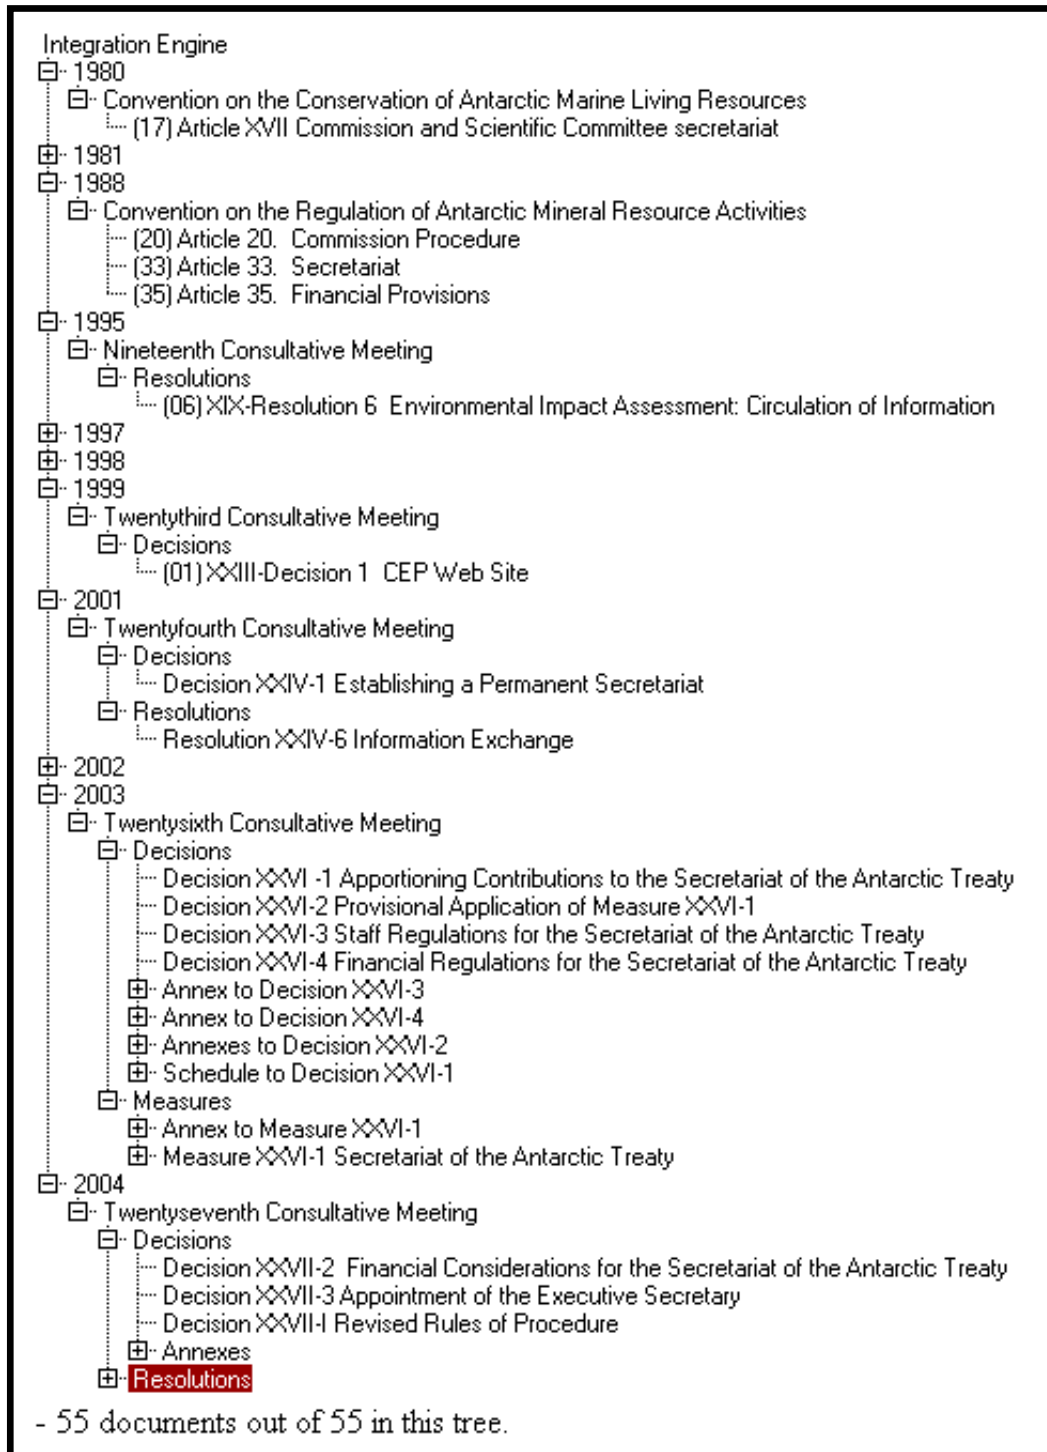 Integration Engine
1980
Convention on the Conservation of Antarctic Marine Living Resources
(17) Article XVII Commission and Scientific Committee secretariat
1981
1988
Convention on the Regulation of Antarctic Mineral Resource Activities
(20) Article 20. Commission Procedure
(33) Article 33. Secretariat
(35) Article 35. Financial Provisions
1995
Nineteenth Consultative Meeting
Resolutions
(06) XIX-Resolution 6 Environmental Impact Assessment: Circulation of Information
1997
1998
1999
Twentythird Consultative Meeting
Decisions
(01) XXIII-Decision 1 CEP Web Site
2001
Twentyfourth Consultative Meeting
Decisions
Decision XXIV-1 Establishing a Permanent Secretariat
Resolutions
Resolution XXIV-6 Information Exchange
2002
2003
Twentysixth Consultative Meeting
Decisions
Decision XXVI -1 Apportioning Contributions to the Secretariat of the Antarctic Treaty
Decision XXVI-2 Provisional Application of Measure XXVI-1
Decision XXVI-3 Staff Regulations for the Secretariat of the Antarctic Treaty
Decision XXVI-4 Financial Regulations for the Secretariat of the Antarctic Treaty
Annex to Decision XXVI-3
Annex to Decision XXVI-4
Annexes to Decision XXVI-2
Schedule to Decision XXVI-1
Measures
Annex to Measure XXVI-1
Measure XXVI-1 Secretariat of the Antarctic Treaty
2004
Twentyseventh Consultative Meeting
Decisions
Decision XXVII-2 Financial Considerations for the Secretariat of the Antarctic Treaty
Decision XXVII-3 Appointment of the Executive Secretary
Decision XXVII-I Revised Rules of Procedure
Annexes
Resolutions
- 55 documents out of 55 in this tree.